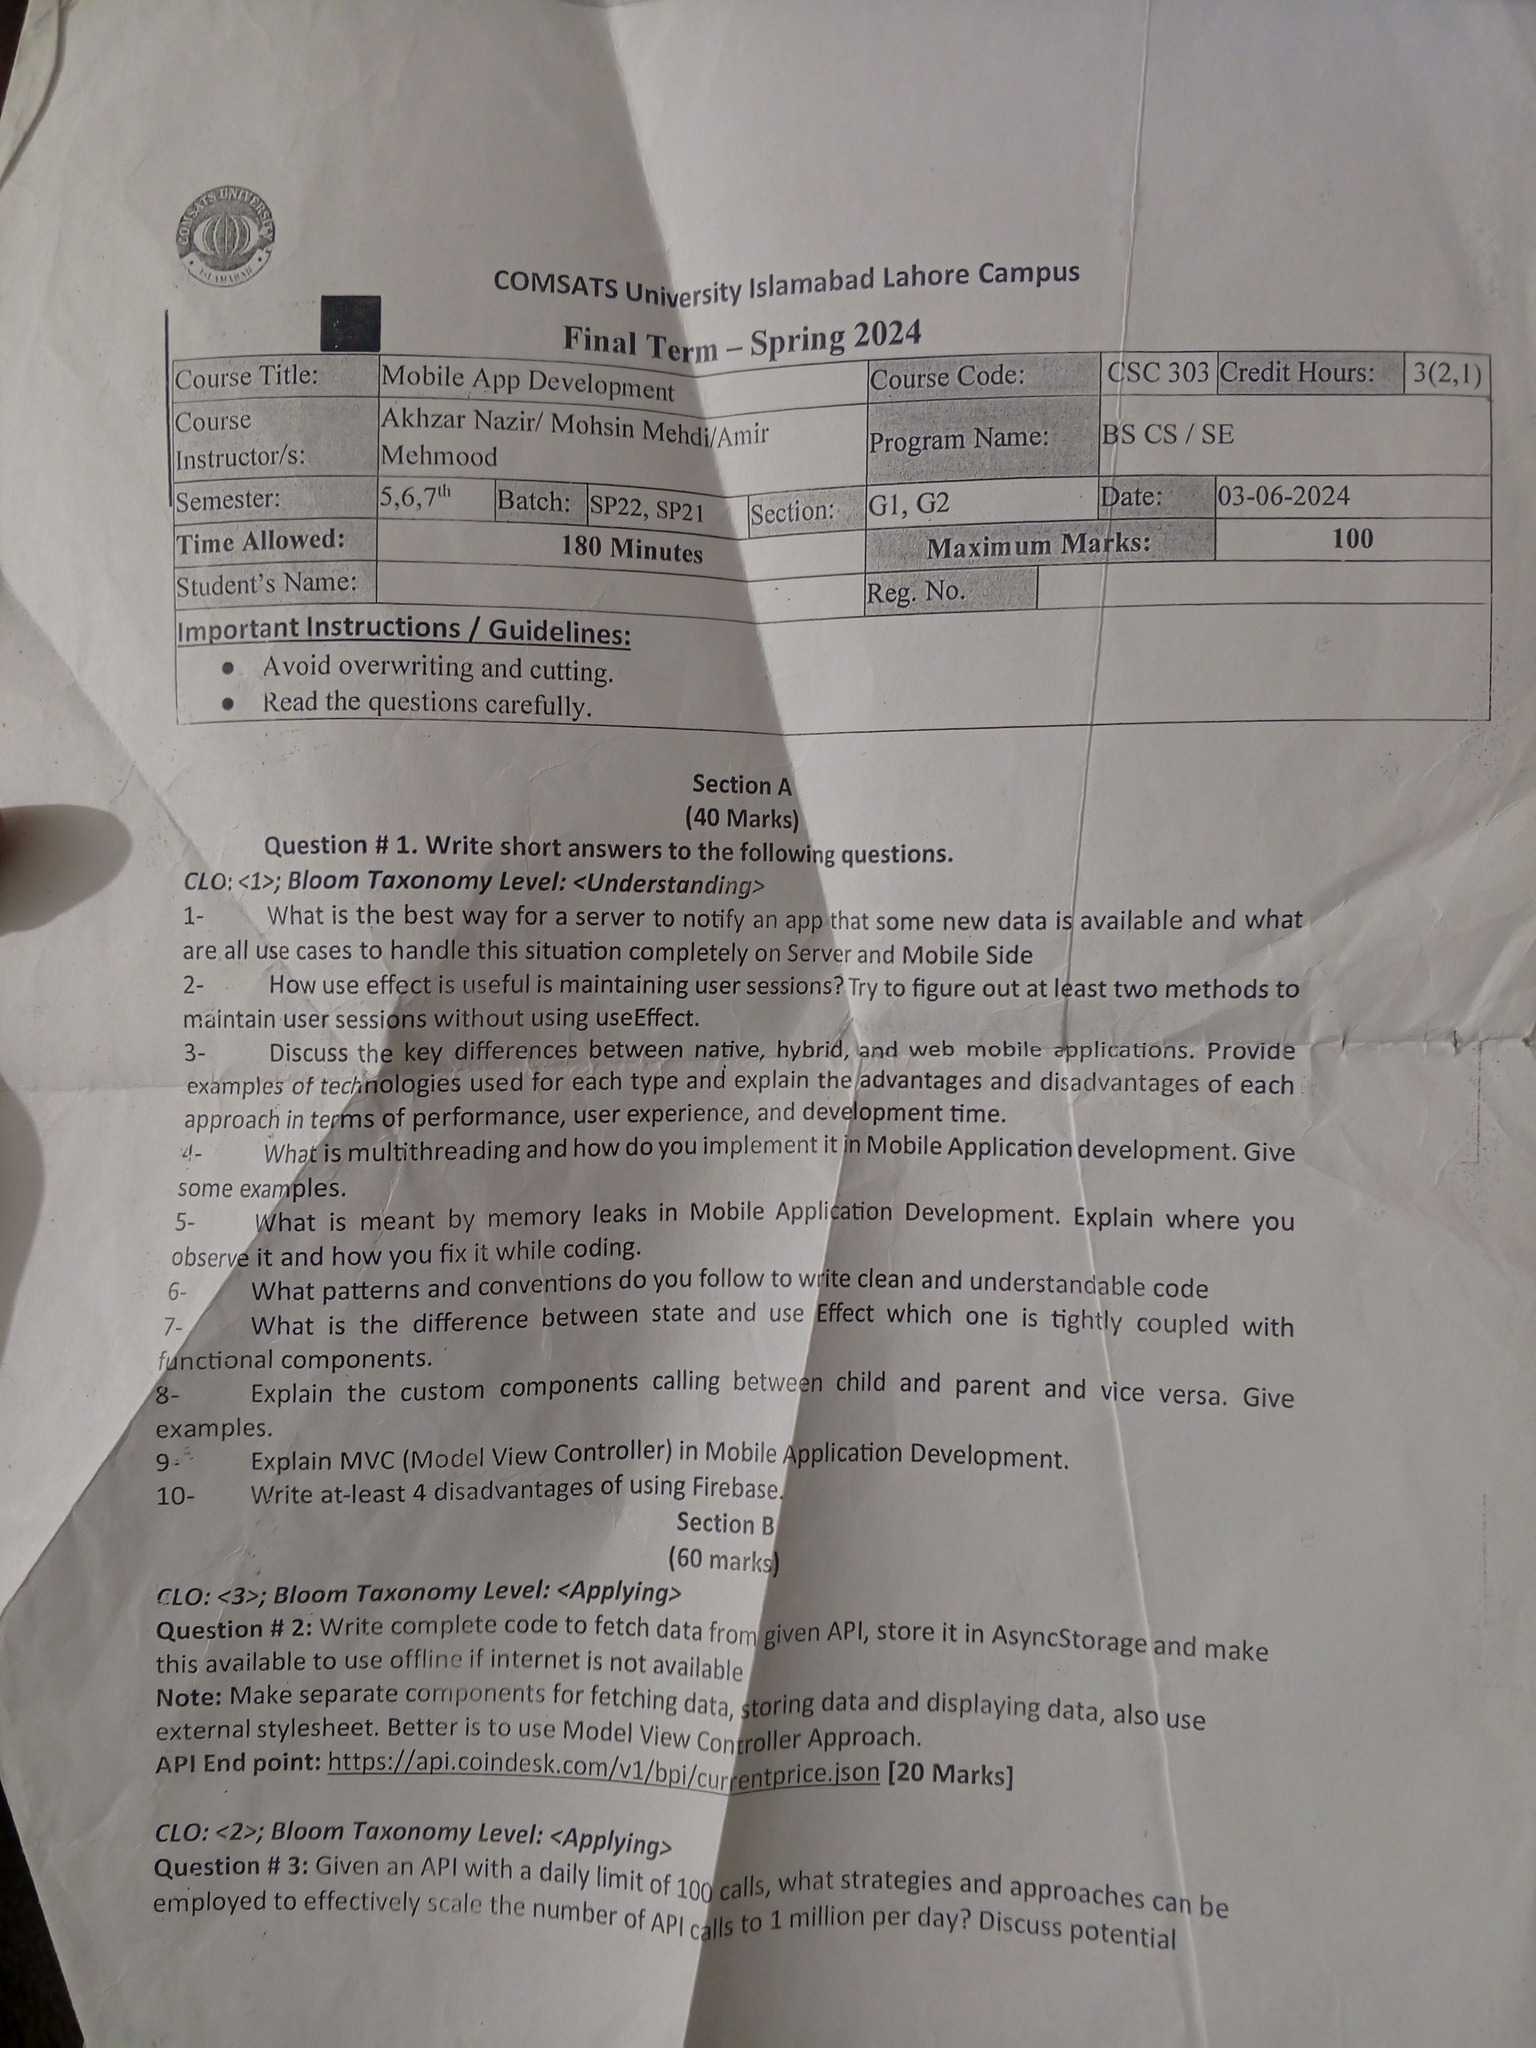 COMSATS UNIVERSITY
ISLAMABAD
COMSATS University Islamabad Lahore Campus
Final Term – Spring 2024
Course Title: Mobile App Development Course Code: CSC 303 Credit Hours: 3(2,1)
Course Instructor/s: Akhzar Nazir/ Mohsin Mehdi/Amir Mehmood Program Name: BS CS / SE
Semester: 5,6,7th Batch: SP22, SP21 Section: G1, G2 Date: 03-06-2024
Time Allowed: 180 Minutes Maximum Marks: 100
Student's Name: Reg. No.
Important Instructions / Guidelines:
• Avoid overwriting and cutting.
• Read the questions carefully.
Section A
(40 Marks)
Question # 1. Write short answers to the following questions.
CLO: <1>; Bloom Taxonomy Level: <Understanding>
1- What is the best way for a server to notify an app that some new data is available and what
are all use cases to handle this situation completely on Server and Mobile Side
2- How use effect is useful is maintaining user sessions? Try to figure out at least two methods to
maintain user sessions without using useEffect.
3- Discuss the key differences between native, hybrid, and web mobile applications. Provide
examples of technologies used for each type and explain the advantages and disadvantages of each
approach in terms of performance, user experience, and development time.
4- What is multithreading and how do you implement it in Mobile Application development. Give
some examples.
5- What is meant by memory leaks in Mobile Application Development. Explain where you
observe it and how you fix it while coding.
6- What patterns and conventions do you follow to write clean and understandable code
7- What is the difference between state and use Effect which one is tightly coupled with
functional components.
8- Explain the custom components calling between child and parent and vice versa. Give
examples.
9- Explain MVC (Model View Controller) in Mobile Application Development.
10- Write at-least 4 disadvantages of using Firebase.
Section B
(60 marks)
CLO: <3>; Bloom Taxonomy Level: <Applying>
Question # 2: Write complete code to fetch data from given API, store it in AsyncStorage and make
this available to use offline if internet is not available
Note: Make separate components for fetching data, storing data and displaying data, also use
external stylesheet. Better is to use Model View Controller Approach.
API End point: https://api.coindesk.com/v1/bpi/currentprice.json [20 Marks]
CLO: <2>; Bloom Taxonomy Level: <Applying>
Question # 3: Given an API with a daily limit of 100 calls, what strategies and approaches can be
employed to effectively scale the number of API calls to 1 million per day? Discuss potential